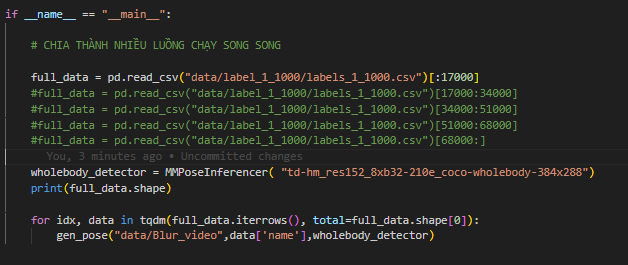 if __name__ == "__main__":
# CHIA THÀNH NHIỀU LUỒNG CHẠY SONG SONG
full_data = pd.read_csv("data/label_1_1000/labels_1_1000.csv")[:17000]
#full_data = pd.read_csv("data/label_1_1000/labels_1_1000.csv")[17000:34000]
#full_data = pd.read_csv("data/label_1_1000/labels_1_1000.csv")[34000:51000]
#full_data = pd.read_csv("data/label_1_1000/labels_1_1000.csv")[51000:68000]
#full_data = pd.read_csv("data/label_1_1000/labels_1_1000.csv")[68000:]
You, 3 minutes ago • Uncommitted changes
wholebody_detector = MMPoseInferencer( "td-hm_res152_8xb32-210e_coco-wholebody-384x288")
print(full_data.shape)
for idx, data in tqdm(full_data.iterrows(), total=full_data.shape[0]):
gen_pose("data/Blur_video",data['name'],wholebody_detector)